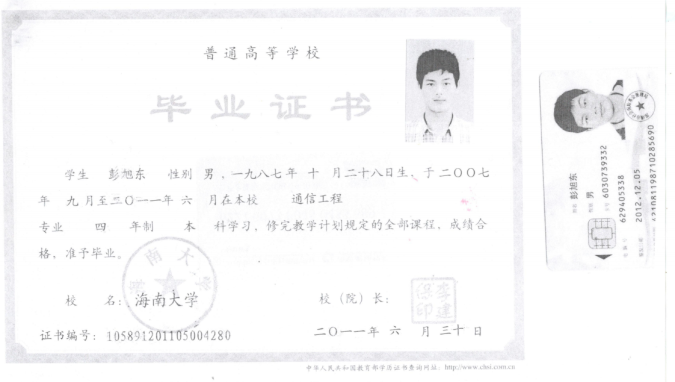 普通高等学校
毕业证书
学生 彭旭东 性别 男，一九八七年 十 月二十八日生、于二〇〇七
年 九 月至二〇一一年 六 月在本校 通信工程
专业 四 年制 本 科学习，修完教学计划规定的全部课程，成绩合
格，准予毕业。
校 名：海南大学 校（院）长：
证书编号：105891201105004280 二〇一一年 六 月 三十 日
中华人民共和国教育部学历证书查询网址：http://www.chsi.com.cn
彭旭东
男
6030739332
629405338
2012.12.05